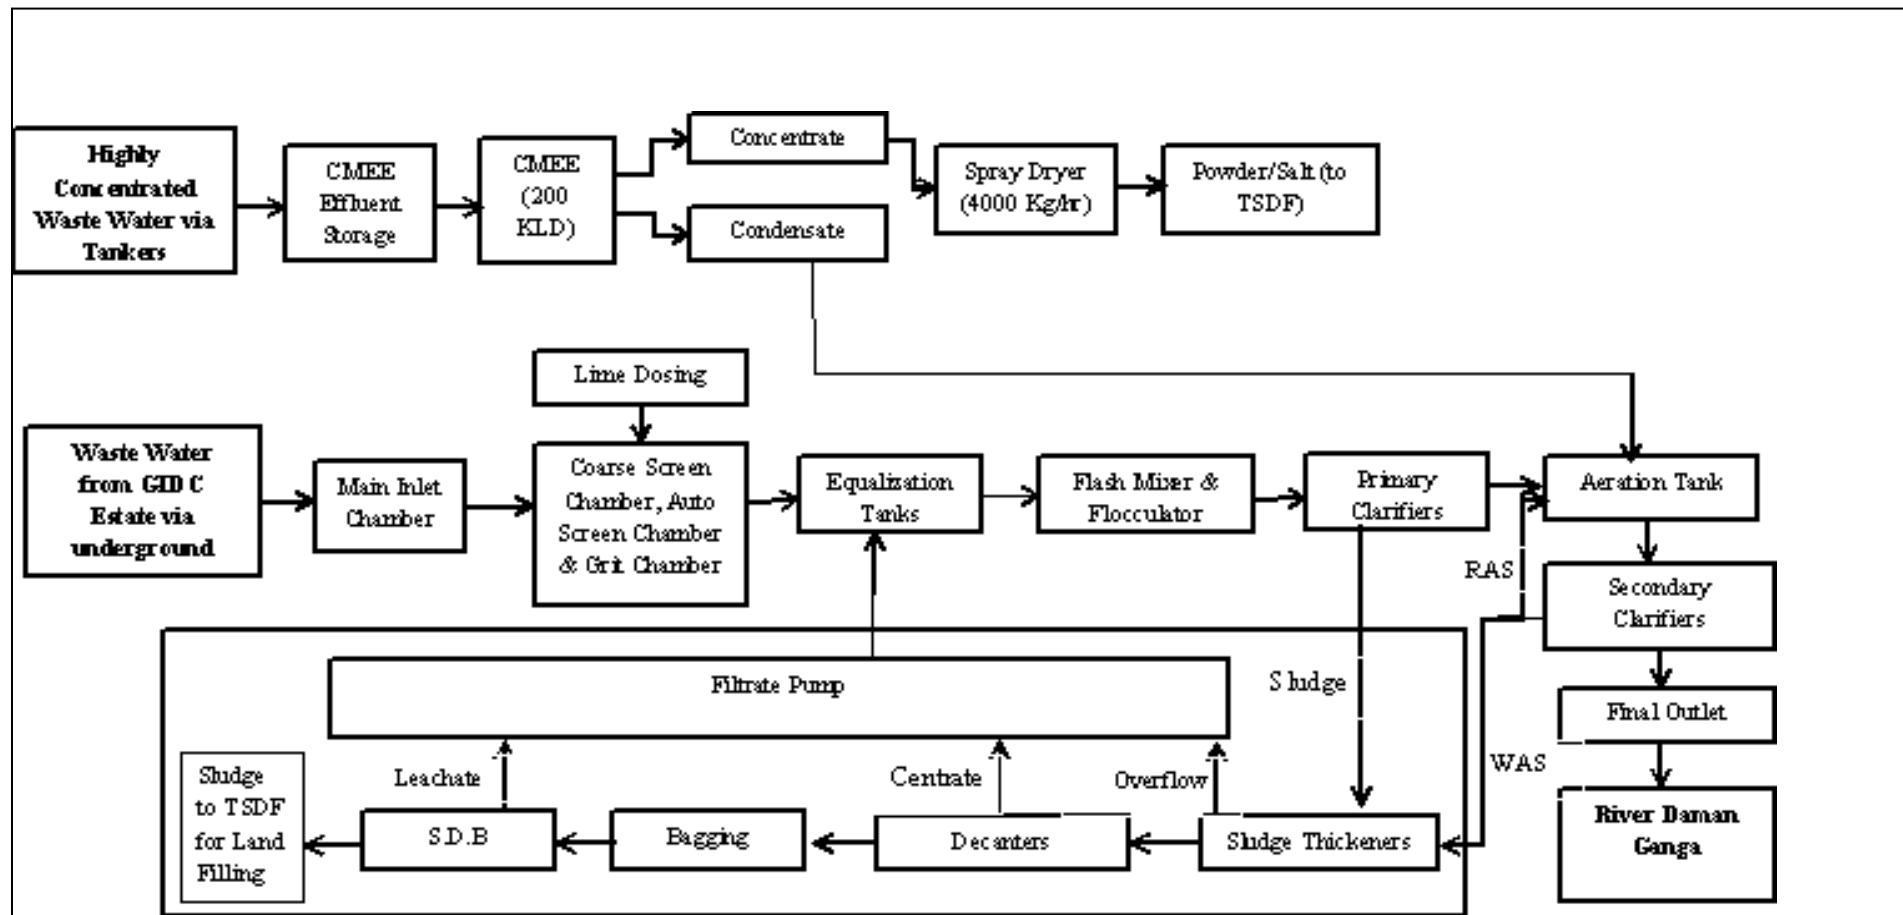 Highly
Concentrated
Waste Water via
Tankers
CMEE
Effluent
Storage
CMEE
(200
KLD)
Concentrate
Condensate
Spray Dryer
(4000 Kg/hr)
Powder/Salt (to
TSDF)
Lime Dosing
Waste Water
from GIDC
Estate via
underground
Main Inlet
Chamber
Coarse Screen
Chamber, Auto
Screen Chamber
& Grit Chamber
Equalization
Tanks
Flash Mixer &
Flocculator
Primary
Clarifiers
Aeration Tank
RAS
Secondary
Clarifiers
Filtrate Pump
Sludge
Final Outlet
WAS
Leachate
Centrate
Overflow
Sludge
to TSDF
for Land
Filling
S.D.B
Bagging
Decanters
Sludge Thickeners
River Daman
Ganga